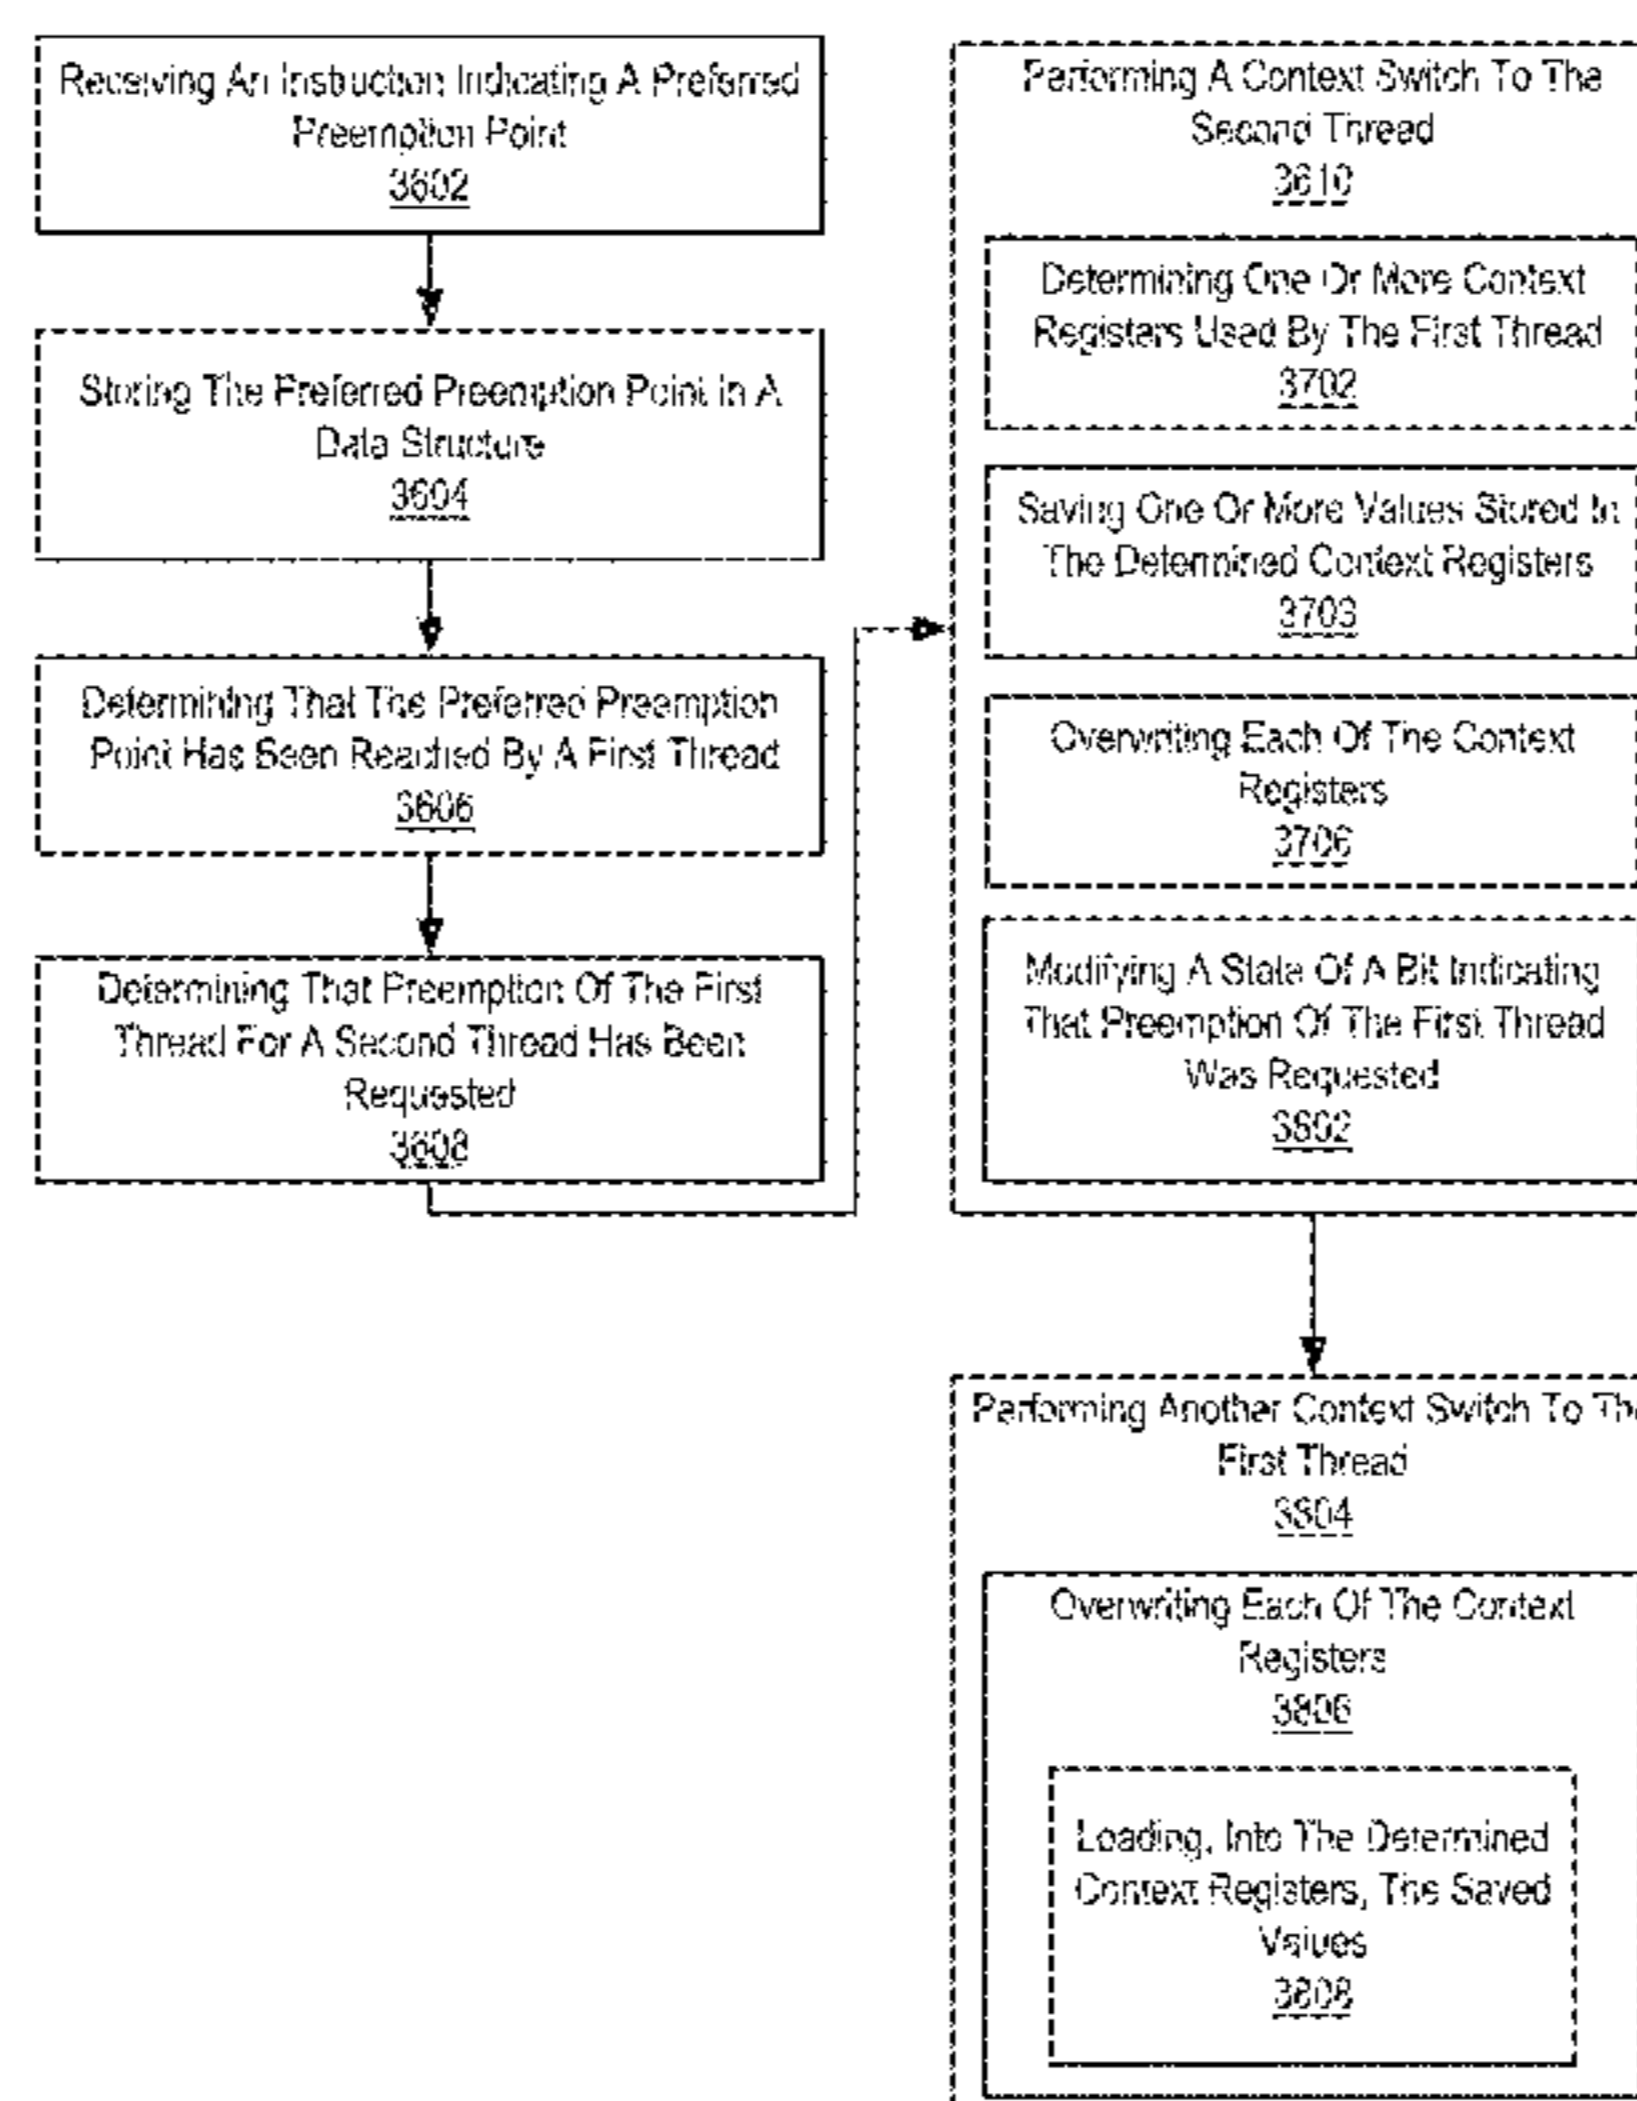 Receiving An Instruction Indicating A Preferred
Preemption Point
3602
Storing The Preferred Preemption Point In A
Data Structure
3604
Determining That The Preferred Preemption
Point Has Been Reached By A First Thread
3606
Determining That Preemption Of The First
Thread For A Second Thread Has Been
Requested
3608
Performing A Context Switch To The
Second Thread
3610
Determining One Or More Context
Registers Used By The First Thread
3702
Saving One Or More Values Stored In
The Determined Context Registers
3703
Overwriting Each Of The Context
Registers
3706
Modifying A State Of A Bit Indicating
That Preemption Of The First Thread
Was Requested
3802
Performing Another Context Switch To The
First Thread
3804
Overwriting Each Of The Context
Registers
3806
Loading, Into The Determined
Context Registers, The Saved
Values
3808